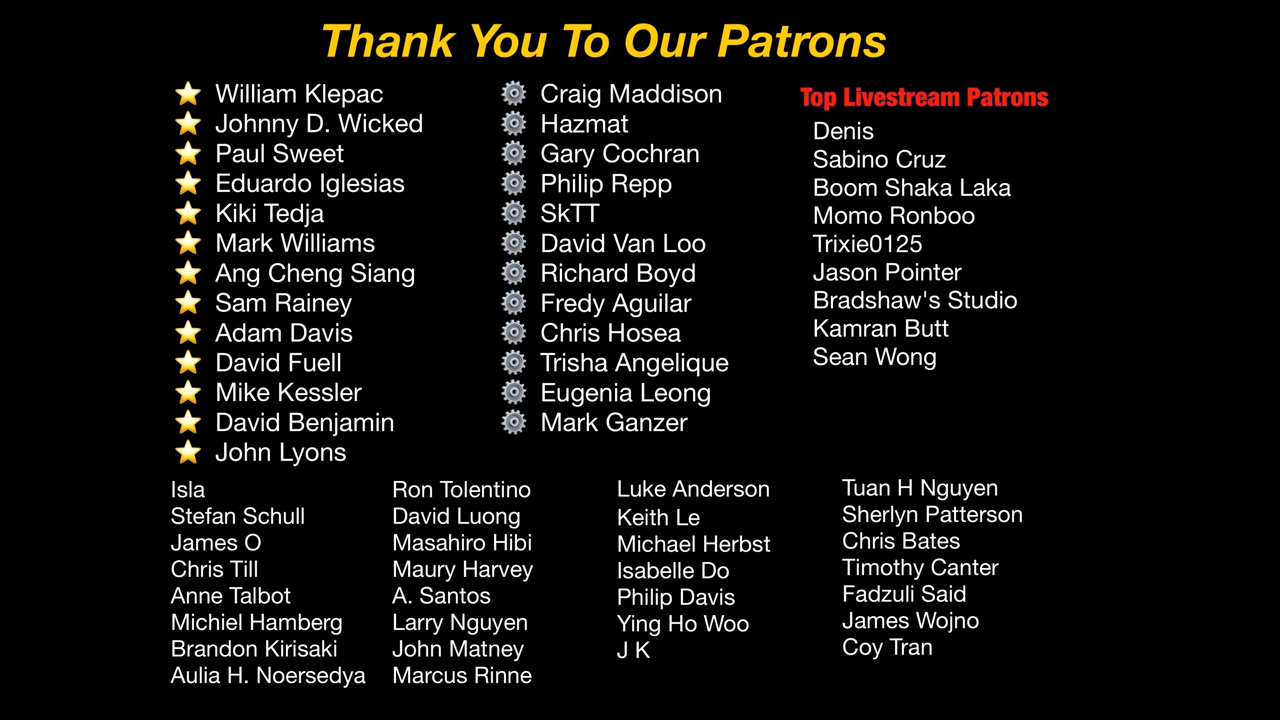 Thank You To Our Patrons
William Klepac
Johnny D. Wicked
Paul Sweet
Eduardo Iglesias
Kiki Tedja
Mark Williams
Ang Cheng Siang
Sam Rainey
Adam Davis
David Fuell
Mike Kessler
David Benjamin
John Lyons
Craig Maddison
Hazmat
Gary Cochran
Philip Repp
SkTT
David Van Loo
Richard Boyd
Fredy Aguilar
Chris Hosea
Trisha Angelique
Eugenia Leong
Mark Ganzer
Top Livestream Patrons
Denis
Sabino Cruz
Boom Shaka Laka
Momo Ronboo
Trixie0125
Jason Pointer
Bradshaw's Studio
Kamran Butt
Sean Wong
Isla
Stefan Schull
James O
Chris Till
Anne Talbot
Michiel Hamberg
Brandon Kirisaki
Aulia H. Noersedya
Ron Tolentino
David Luong
Masahiro Hibi
Maury Harvey
A. Santos
Larry Nguyen
John Matney
Marcus Rinne
Luke Anderson
Keith Le
Michael Herbst
Isabelle Do
Philip Davis
Ying Ho Woo
J K
Tuan H Nguyen
Sherlyn Patterson
Chris Bates
Timothy Canter
Fadzuli Said
James Wojno
Coy Tran